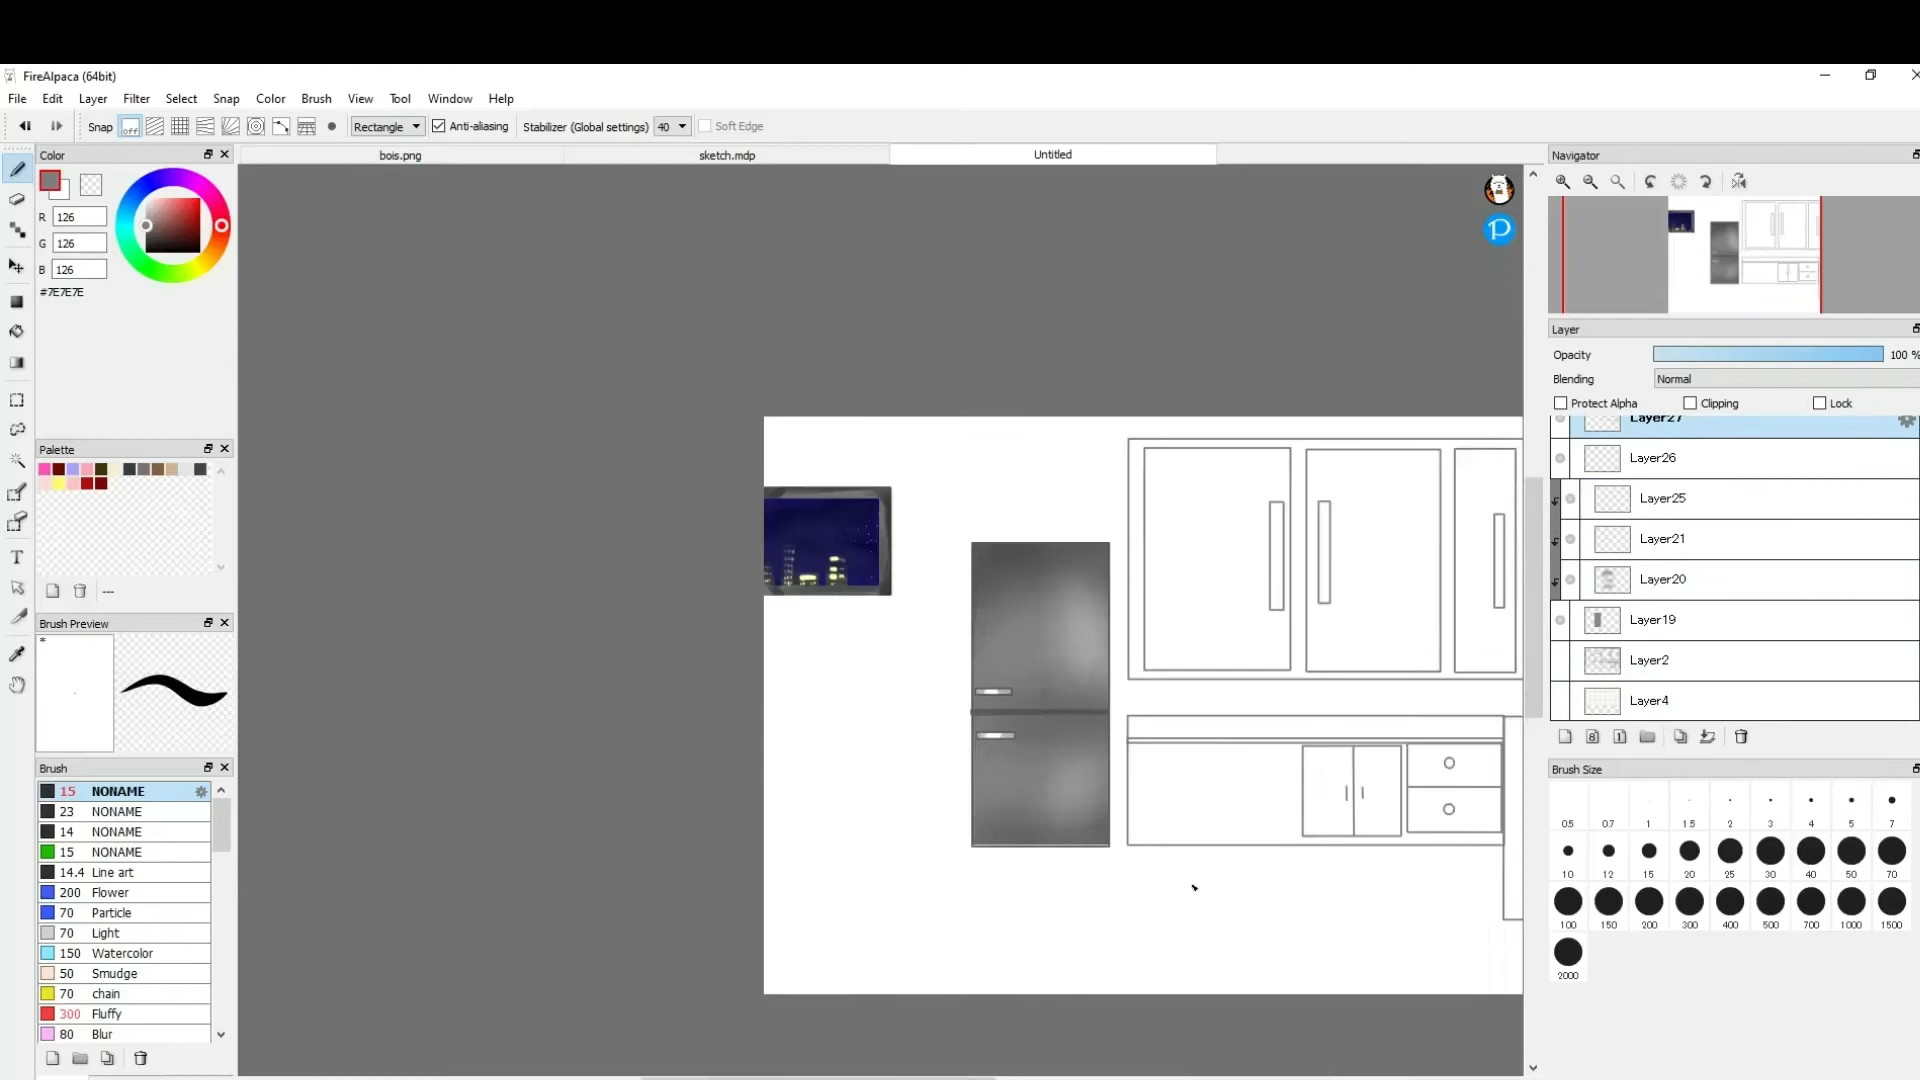 FireAlpaca (64bit)
File Edit Layer Filter Select Snap Color Brush View Tool Window Help
Snap off Rectangle Anti-aliasing Stabilizer (Global settings) 40 Soft Edge
Color
bois.png sketch.mdp Untitled
R 126
G 126
B 126
#7E7E7E
Palette
---
Brush Preview
*
Brush
15 NONAME
23 NONAME
14 NONAME
15 NONAME
14.4 Line art
200 Flower
70 Particle
70 Light
150 Watercolor
50 Smudge
70 chain
300 Fluffy
80 Blur
P
Navigator
Layer
Opacity 100 %
Blending Normal
Protect Alpha Clipping Lock
Layer27
Layer26
Layer25
Layer21
Layer20
Layer19
Layer2
Layer4
8 1
Brush Size
0.5 0.7 1 1.5 2 3 4 5 7
10 12 15 20 25 30 40 50 70
100 150 200 300 400 500 700 1000 1500
2000